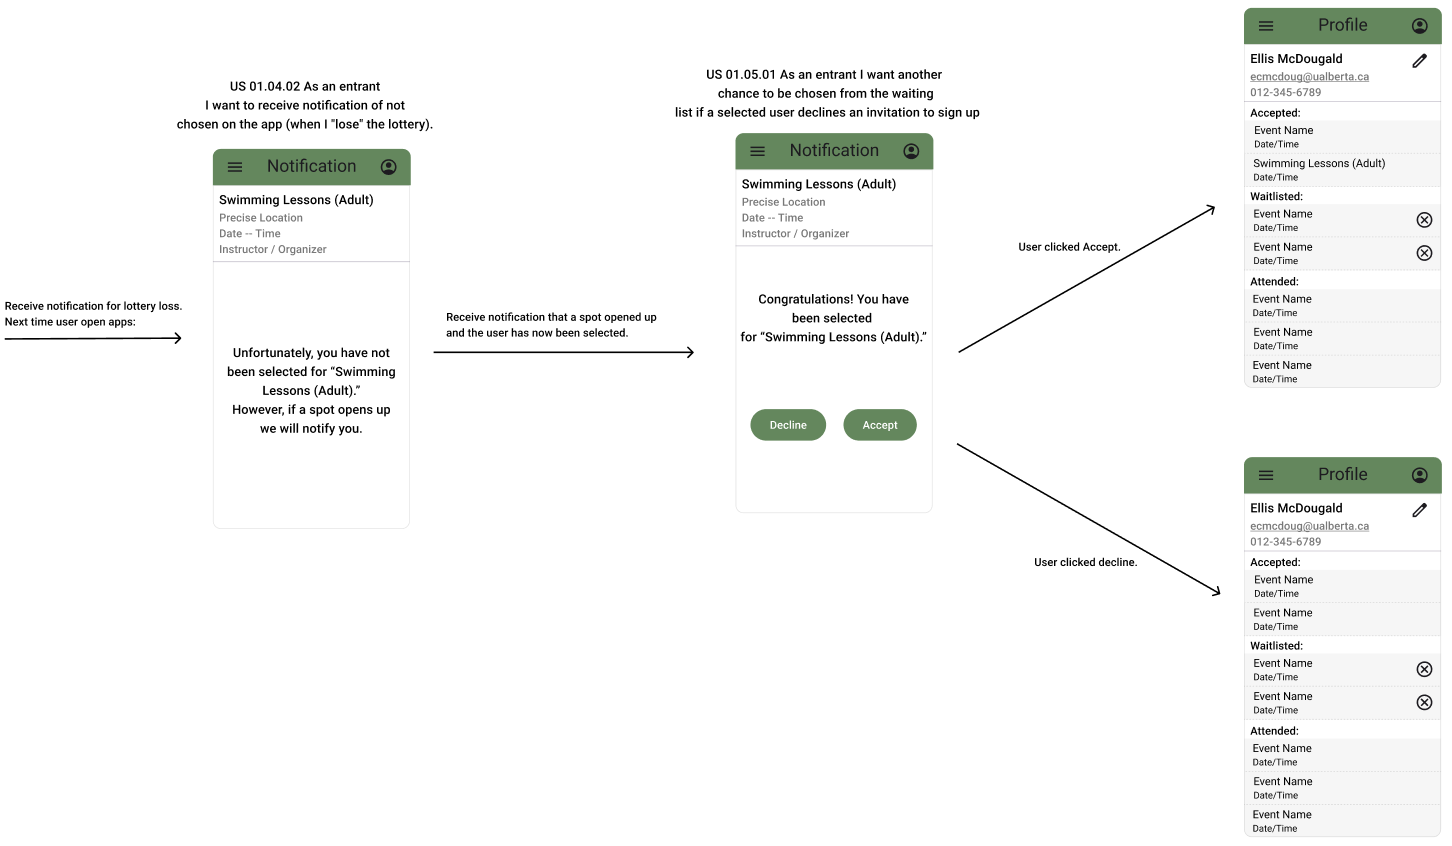 Receive notification for lottery loss.
Next time user open apps:
US 01.04.02 As an entrant
I want to receive notification of not
chosen on the app (when I "lose" the lottery).
Notification
Swimming Lessons (Adult)
Precise Location
Date -- Time
Instructor / Organizer
Unfortunately, you have not
been selected for “Swimming
Lessons (Adult).”
However, if a spot opens up
we will notify you.
Receive notification that a spot opened up
and the user has now been selected.
US 01.05.01 As an entrant I want another
chance to be chosen from the waiting
list if a selected user declines an invitation to sign up
Notification
Swimming Lessons (Adult)
Precise Location
Date -- Time
Instructor / Organizer
Congratulations! You have
been selected
for “Swimming Lessons (Adult).”
Decline
Accept
User clicked Accept.
Profile
Ellis McDougald
ecmcdoug@ualberta.ca
012-345-6789
Accepted:
Event Name
Date/Time
Swimming Lessons (Adult)
Date/Time
Waitlisted:
Event Name
Date/Time
Event Name
Date/Time
Attended:
Event Name
Date/Time
Event Name
Date/Time
Event Name
Date/Time
User clicked decline.
Profile
Ellis McDougald
ecmcdoug@ualberta.ca
012-345-6789
Accepted:
Event Name
Date/Time
Event Name
Date/Time
Waitlisted:
Event Name
Date/Time
Event Name
Date/Time
Attended:
Event Name
Date/Time
Event Name
Date/Time
Event Name
Date/Time